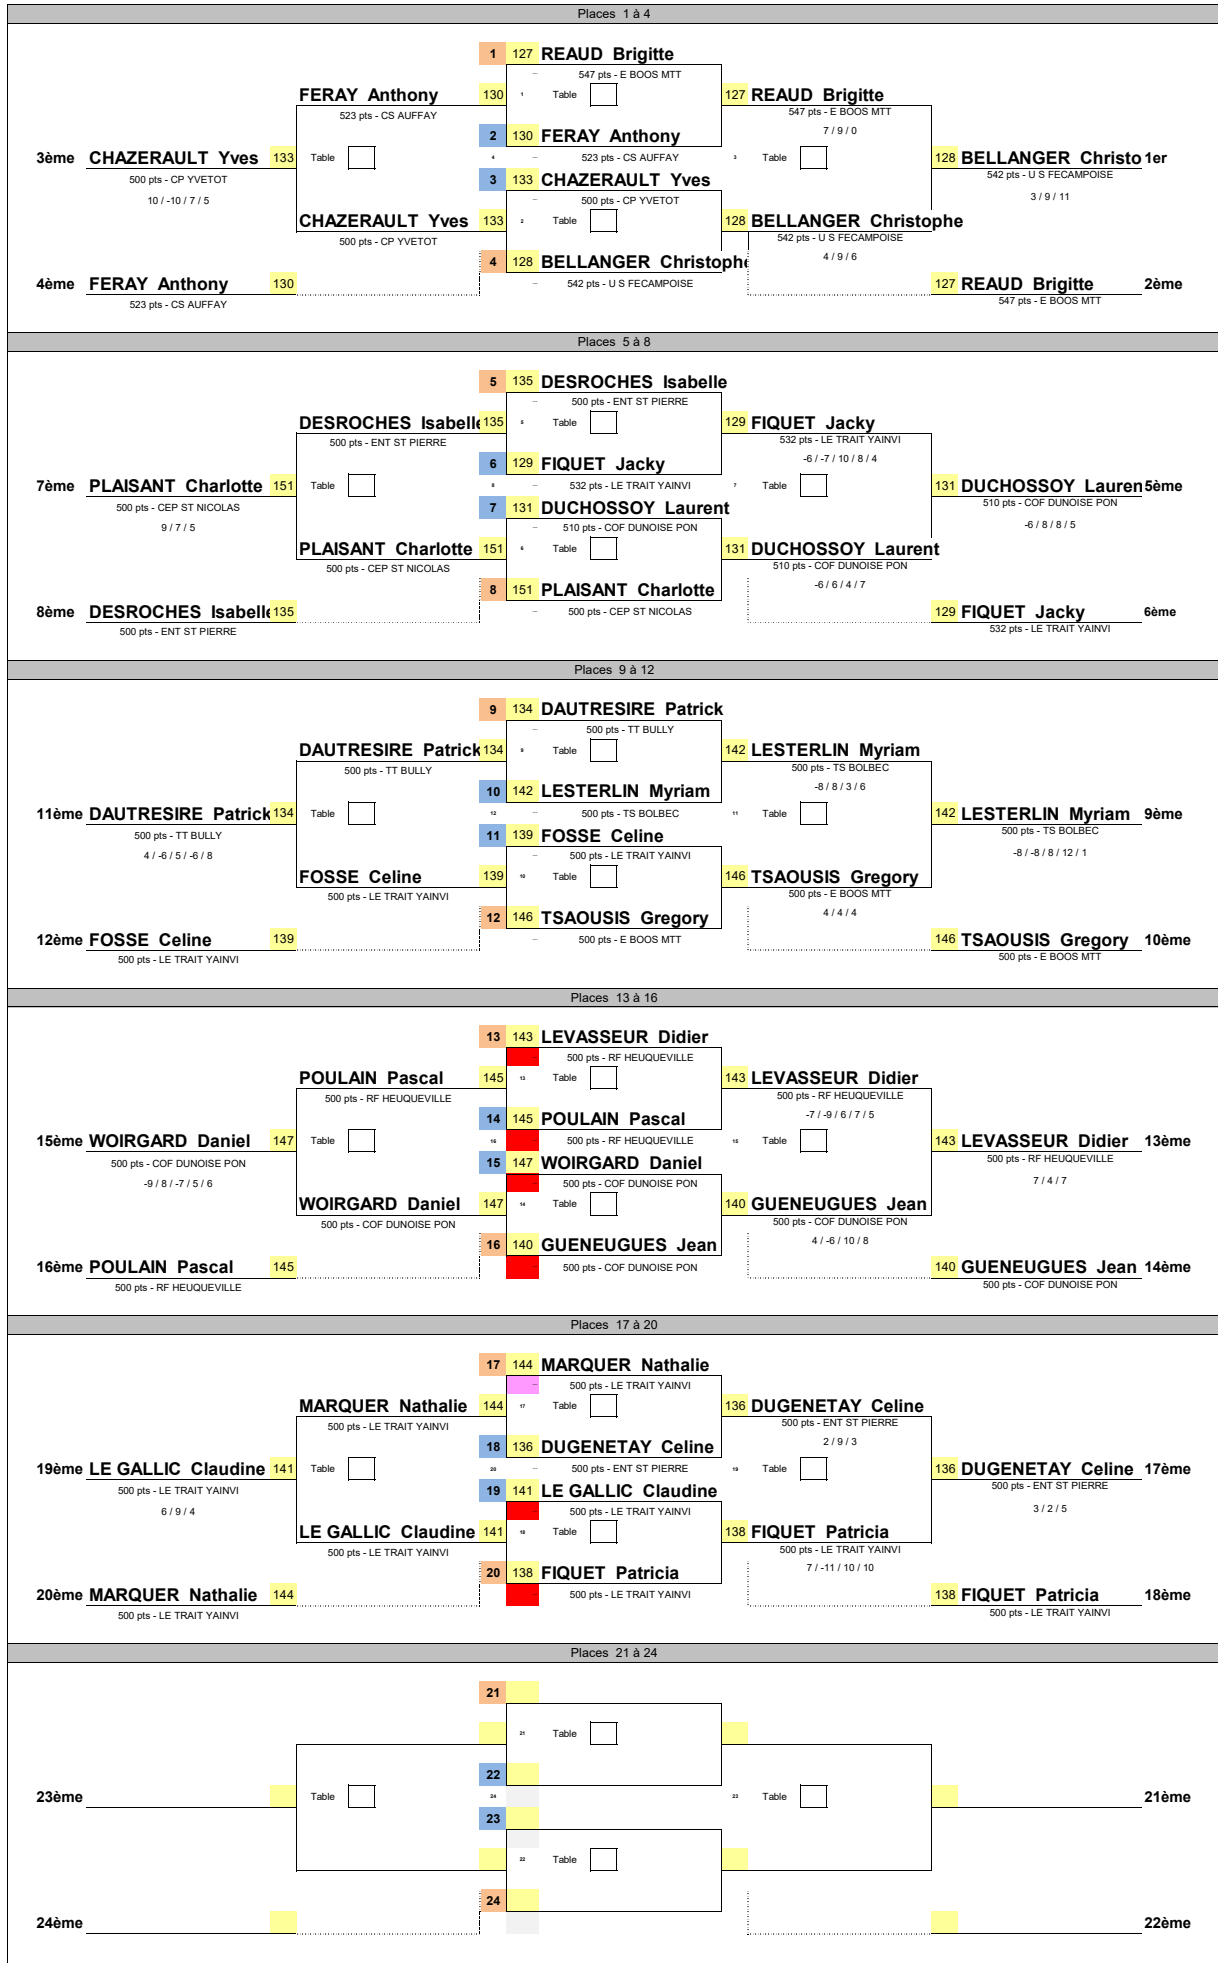 Places 1 à 4
1 127 REAUD Brigitte
547 pts - E BOOS MTT
FERAY Anthony 130 1 Table 127 REAUD Brigitte
523 pts - CS AUFFAY 547 pts - E BOOS MTT
2 130 FERAY Anthony 7 / 9 / 0
3ème CHAZERAULT Yves 133 Table 4 523 pts - CS AUFFAY 3 Table 128 BELLANGER Christo 1er
500 pts - CP YVETOT 3 133 CHAZERAULT Yves 542 pts - U S FECAMPOISE
10 / -10 / 7 / 5 500 pts - CP YVETOT 3 / 9 / 11
CHAZERAULT Yves 133 2 Table 128 BELLANGER Christophe
500 pts - CP YVETOT 542 pts - U S FECAMPOISE
4 128 BELLANGER Christophe 4 / 9 / 6
4ème FERAY Anthony 130 542 pts - U S FECAMPOISE 127 REAUD Brigitte 2ème
523 pts - CS AUFFAY 547 pts - E BOOS MTT
Places 5 à 8
5 135 DESROCHES Isabelle
500 pts - ENT ST PIERRE
DESROCHES Isabelle 135 5 Table 129 FIQUET Jacky
500 pts - ENT ST PIERRE 532 pts - LE TRAIT YAINVI
6 129 FIQUET Jacky -6 / -7 / 10 / 8 / 4
7ème PLAISANT Charlotte 151 Table 8 532 pts - LE TRAIT YAINVI 7 Table 131 DUCHOSSOY Lauren 5ème
500 pts - CEP ST NICOLAS 7 131 DUCHOSSOY Laurent 510 pts - COF DUNOISE PON
9 / 7 / 5 510 pts - COF DUNOISE PON -6 / 8 / 8 / 5
PLAISANT Charlotte 151 6 Table 131 DUCHOSSOY Laurent
500 pts - CEP ST NICOLAS 510 pts - COF DUNOISE PON
8 151 PLAISANT Charlotte -6 / 6 / 4 / 7
8ème DESROCHES Isabelle 135 500 pts - CEP ST NICOLAS 129 FIQUET Jacky 6ème
500 pts - ENT ST PIERRE 532 pts - LE TRAIT YAINVI
Places 9 à 12
9 134 DAUTRESIRE Patrick
500 pts - TT BULLY
DAUTRESIRE Patrick 134 9 Table 142 LESTERLIN Myriam
500 pts - TT BULLY 500 pts - TS BOLBEC
10 142 LESTERLIN Myriam -8 / 8 / 3 / 6
11ème DAUTRESIRE Patrick 134 Table 12 500 pts - TS BOLBEC 11 Table 142 LESTERLIN Myriam 9ème
500 pts - TT BULLY 11 139 FOSSE Celine 500 pts - TS BOLBEC
4 / -6 / 5 / -6 / 8 500 pts - LE TRAIT YAINVI -8 / -8 / 8 / 12 / 1
FOSSE Celine 139 10 Table 146 TSAOUSIS Gregory
500 pts - LE TRAIT YAINVI 500 pts - E BOOS MTT
12 146 TSAOUSIS Gregory 4 / 4 / 4
12ème FOSSE Celine 139 500 pts - E BOOS MTT 146 TSAOUSIS Gregory 10ème
500 pts - LE TRAIT YAINVI 500 pts - E BOOS MTT
Places 13 à 16
13 143 LEVASSEUR Didier
500 pts - RF HEUQUEVILLE
POULAIN Pascal 145 13 Table 143 LEVASSEUR Didier
500 pts - RF HEUQUEVILLE 500 pts - RF HEUQUEVILLE
14 145 POULAIN Pascal -7 / -9 / 6 / 7 / 5
15ème WOIRGARD Daniel 147 Table 16 500 pts - RF HEUQUEVILLE 15 Table 143 LEVASSEUR Didier 13ème
500 pts - COF DUNOISE PON 15 147 WOIRGARD Daniel 500 pts - RF HEUQUEVILLE
-9 / 8 / -7 / 5 / 6 500 pts - COF DUNOISE PON 7 / 4 / 7
WOIRGARD Daniel 147 14 Table 140 GUENEUGUES Jean
500 pts - COF DUNOISE PON 500 pts - COF DUNOISE PON
16 140 GUENEUGUES Jean 4 / -6 / 10 / 8
16ème POULAIN Pascal 145 500 pts - COF DUNOISE PON 140 GUENEUGUES Jean 14ème
500 pts - RF HEUQUEVILLE 500 pts - COF DUNOISE PON
Places 17 à 20
17 144 MARQUER Nathalie
500 pts - LE TRAIT YAINVI
MARQUER Nathalie 144 17 Table 136 DUGENETAY Celine
500 pts - LE TRAIT YAINVI 500 pts - ENT ST PIERRE
18 136 DUGENETAY Celine 2 / 9 / 3
19ème LE GALLIC Claudine 141 Table 20 500 pts - ENT ST PIERRE 19 Table 136 DUGENETAY Celine 17ème
500 pts - LE TRAIT YAINVI 19 141 LE GALLIC Claudine 500 pts - ENT ST PIERRE
6 / 9 / 4 500 pts - LE TRAIT YAINVI 3 / 2 / 5
LE GALLIC Claudine 141 18 Table 138 FIQUET Patricia
500 pts - LE TRAIT YAINVI 500 pts - LE TRAIT YAINVI
20 138 FIQUET Patricia 7 / -11 / 10 / 10
20ème MARQUER Nathalie 144 500 pts - LE TRAIT YAINVI 138 FIQUET Patricia 18ème
500 pts - LE TRAIT YAINVI 500 pts - LE TRAIT YAINVI
Places 21 à 24
21
21 Table
22
23ème Table 24 23 Table 21ème
23
22 Table
24
24ème 22ème